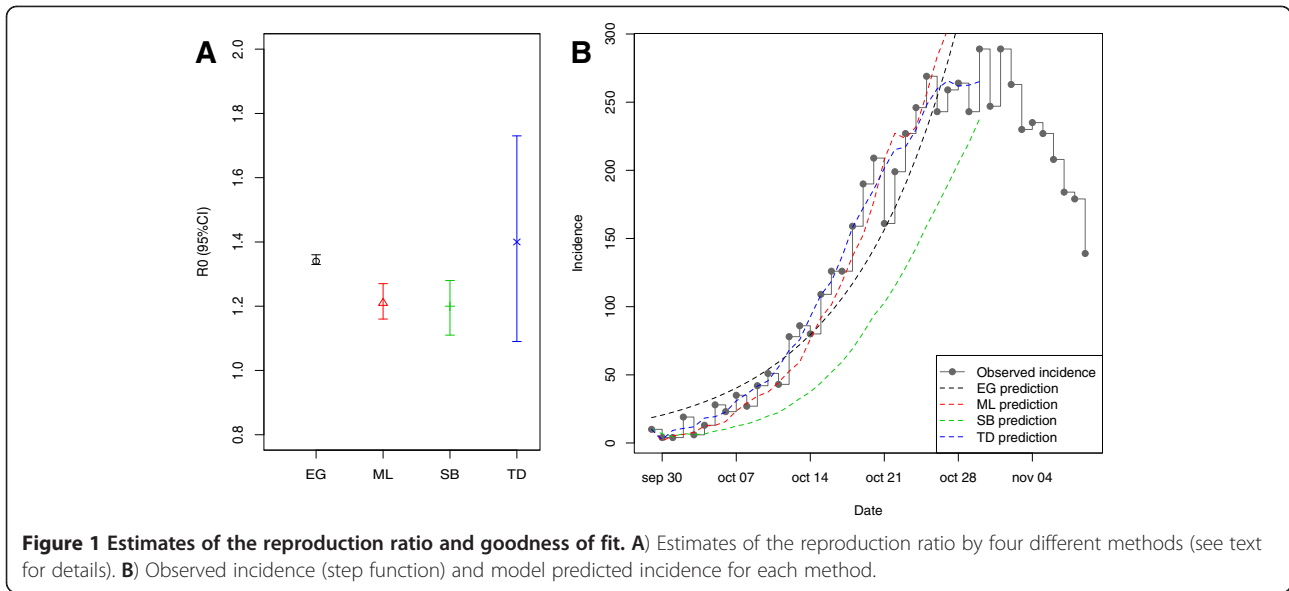 A
2.0
1.8
1.6
1.4
1.2
1.0
0.8
R0 (95%CI)
EG
ML
SB
TD
B
300
250
200
150
100
50
0
Incidence
sep 30
oct 07
oct 14
oct 21
oct 28
nov 04
Date
Observed incidence
EG prediction
ML prediction
SB prediction
TD prediction
Figure 1 Estimates of the reproduction ratio and goodness of fit. A) Estimates of the reproduction ratio by four different methods (see text
for details). B) Observed incidence (step function) and model predicted incidence for each method.